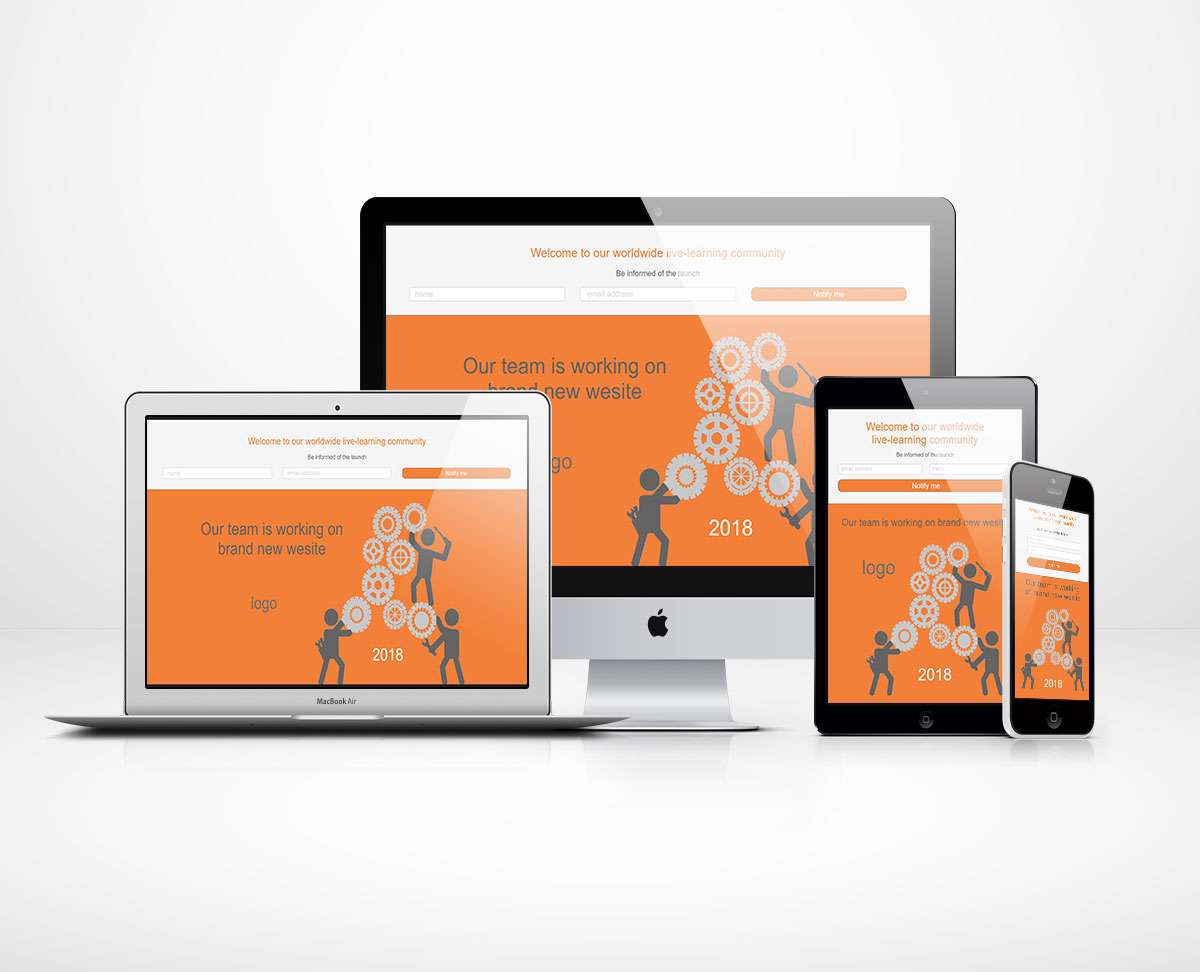 Welcome to our worldwide live-learning community
Be informed of the launch
name
email address
Notify me
Our team is working on
brand new wesite
go
2018
Welcome to our worldwide live-learning community
Be informed of the launch
name
email address
Notify me
Our team is working on
brand new wesite
logo
2018
MacBook Air
Welcome to our worldwide
live-learning community
Be informed of the launch
email address
name
Notify me
Our team is working on brand new wesit
logo
2018
Our team is working
brand new wesite
2018